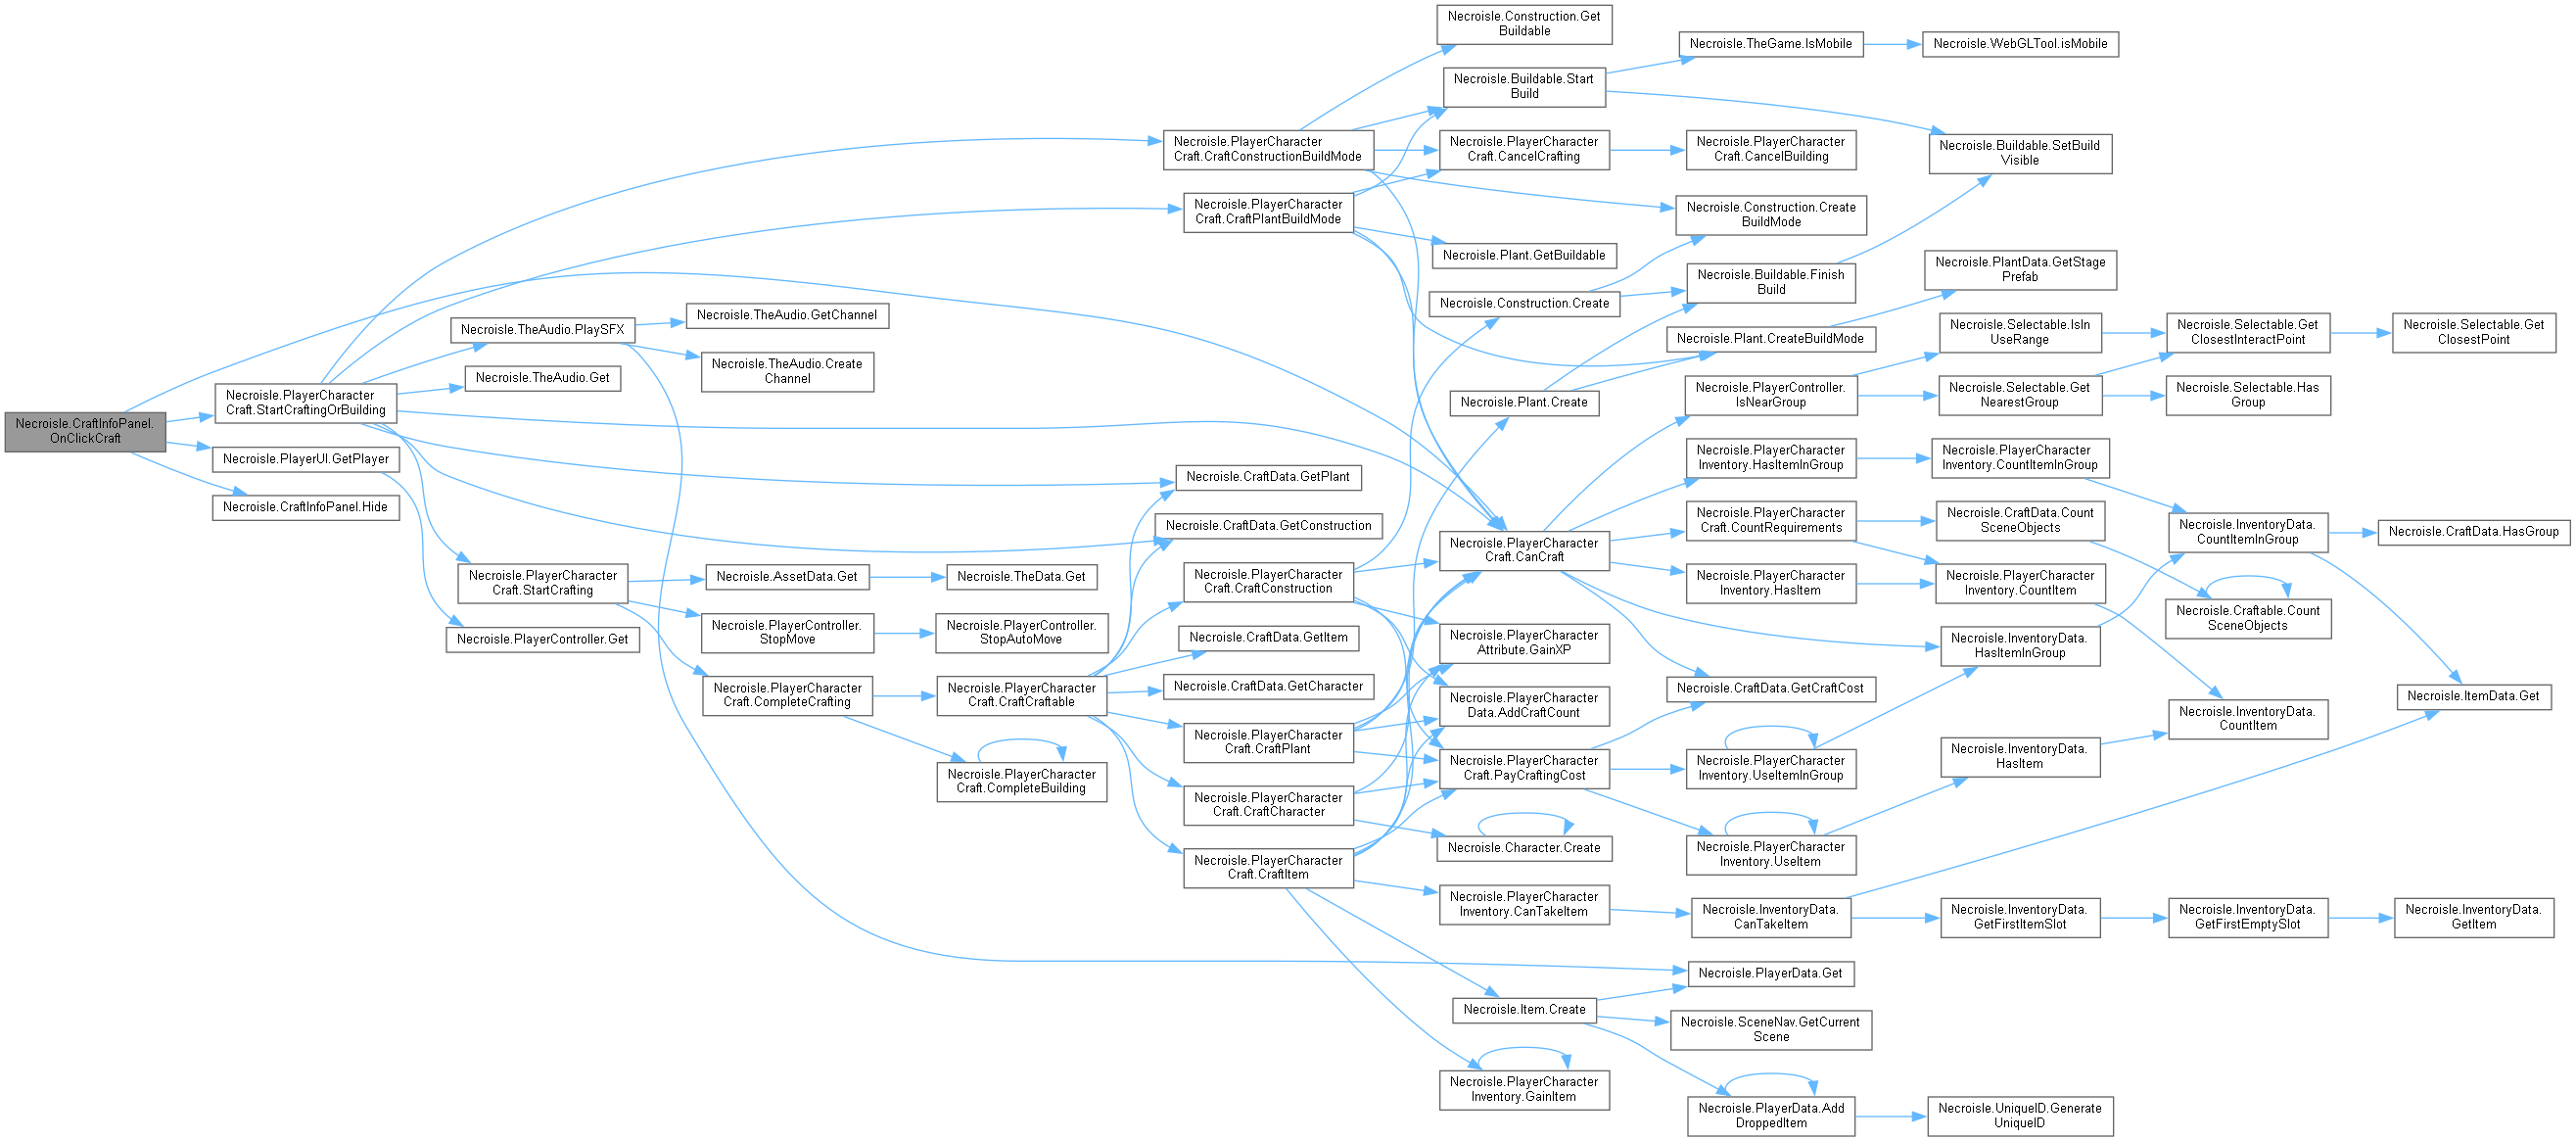 Necroisle.CraftInfoPanel.
OnClickCraft
Necroisle.PlayerCharacter
Craft.StartCraftingOrBuilding
Necroisle.PlayerUI.GetPlayer
Necroisle.CraftInfoPanel.Hide
Necroisle.TheAudio.PlaySFX
Necroisle.TheAudio.Get
Necroisle.PlayerCharacter
Craft.StartCrafting
Necroisle.PlayerController.Get
Necroisle.TheAudio.GetChannel
Necroisle.TheAudio.Create
Channel
Necroisle.AssetData.Get
Necroisle.PlayerController.
StopMove
Necroisle.PlayerCharacter
Craft.CompleteCrafting
Necroisle.TheData.Get
Necroisle.PlayerController.
StopAutoMove
Necroisle.PlayerCharacter
Craft.CraftCraftable
Necroisle.PlayerCharacter
Craft.CompleteBuilding
Necroisle.PlayerCharacter
Craft.CraftConstructionBuildMode
Necroisle.PlayerCharacter
Craft.CraftPlantBuildMode
Necroisle.CraftData.GetPlant
Necroisle.CraftData.GetConstruction
Necroisle.PlayerCharacter
Craft.CraftConstruction
Necroisle.CraftData.GetItem
Necroisle.CraftData.GetCharacter
Necroisle.PlayerCharacter
Craft.CraftPlant
Necroisle.PlayerCharacter
Craft.CraftCharacter
Necroisle.PlayerCharacter
Craft.CraftItem
Necroisle.Construction.Get
Buildable
Necroisle.Buildable.Start
Build
Necroisle.PlayerCharacter
Craft.CancelCrafting
Necroisle.Plant.GetBuildable
Necroisle.Construction.Create
Necroisle.Plant.Create
Necroisle.PlayerCharacter
Craft.CanCraft
Necroisle.PlayerCharacter
Attribute.GainXP
Necroisle.PlayerCharacter
Data.AddCraftCount
Necroisle.PlayerCharacter
Craft.PayCraftingCost
Necroisle.Character.Create
Necroisle.PlayerCharacter
Inventory.CanTakeItem
Necroisle.Item.Create
Necroisle.PlayerCharacter
Inventory.GainItem
Necroisle.TheGame.IsMobile
Necroisle.PlayerCharacter
Craft.CancelBuilding
Necroisle.Construction.Create
BuildMode
Necroisle.Buildable.Finish
Build
Necroisle.Plant.CreateBuildMode
Necroisle.PlayerController.
IsNearGroup
Necroisle.PlayerCharacter
Inventory.HasItemInGroup
Necroisle.PlayerCharacter
Craft.CountRequirements
Necroisle.PlayerCharacter
Inventory.HasItem
Necroisle.CraftData.GetCraftCost
Necroisle.PlayerCharacter
Inventory.UseItemInGroup
Necroisle.PlayerCharacter
Inventory.UseItem
Necroisle.InventoryData.
CanTakeItem
Necroisle.PlayerData.Get
Necroisle.SceneNav.GetCurrent
Scene
Necroisle.PlayerData.Add
DroppedItem
Necroisle.WebGLTool.isMobile
Necroisle.Buildable.SetBuild
Visible
Necroisle.PlantData.GetStage
Prefab
Necroisle.Selectable.IsIn
UseRange
Necroisle.Selectable.Get
NearestGroup
Necroisle.PlayerCharacter
Inventory.CountItemInGroup
Necroisle.CraftData.Count
SceneObjects
Necroisle.PlayerCharacter
Inventory.CountItem
Necroisle.InventoryData.
HasItemInGroup
Necroisle.InventoryData.
HasItem
Necroisle.InventoryData.
GetFirstItemSlot
Necroisle.UniqueID.Generate
UniqueID
Necroisle.Selectable.Get
ClosestInteractPoint
Necroisle.Selectable.Has
Group
Necroisle.InventoryData.
CountItemInGroup
Necroisle.Craftable.Count
SceneObjects
Necroisle.InventoryData.
CountItem
Necroisle.InventoryData.
GetFirstEmptySlot
Necroisle.Selectable.Get
ClosestPoint
Necroisle.CraftData.HasGroup
Necroisle.ItemData.Get
Necroisle.InventoryData.
GetItem